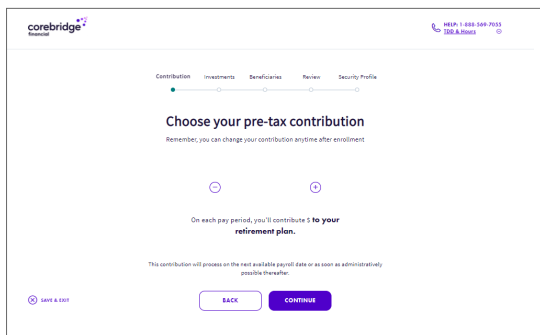 corebridge
financial
HELP: 1-888-569-7055
TDD & Hours
Contribution Investments Beneficiaries Review Security Profile
Choose your pre-tax contribution
Remember, you can change your contribution anytime after enrollment
On each pay period, you'll contribute $ to your
retirement plan.
This contribution will process on the next available payroll date or as soon as administratively
possible thereafter.
SAVE & EXIT
BACK
CONTINUE